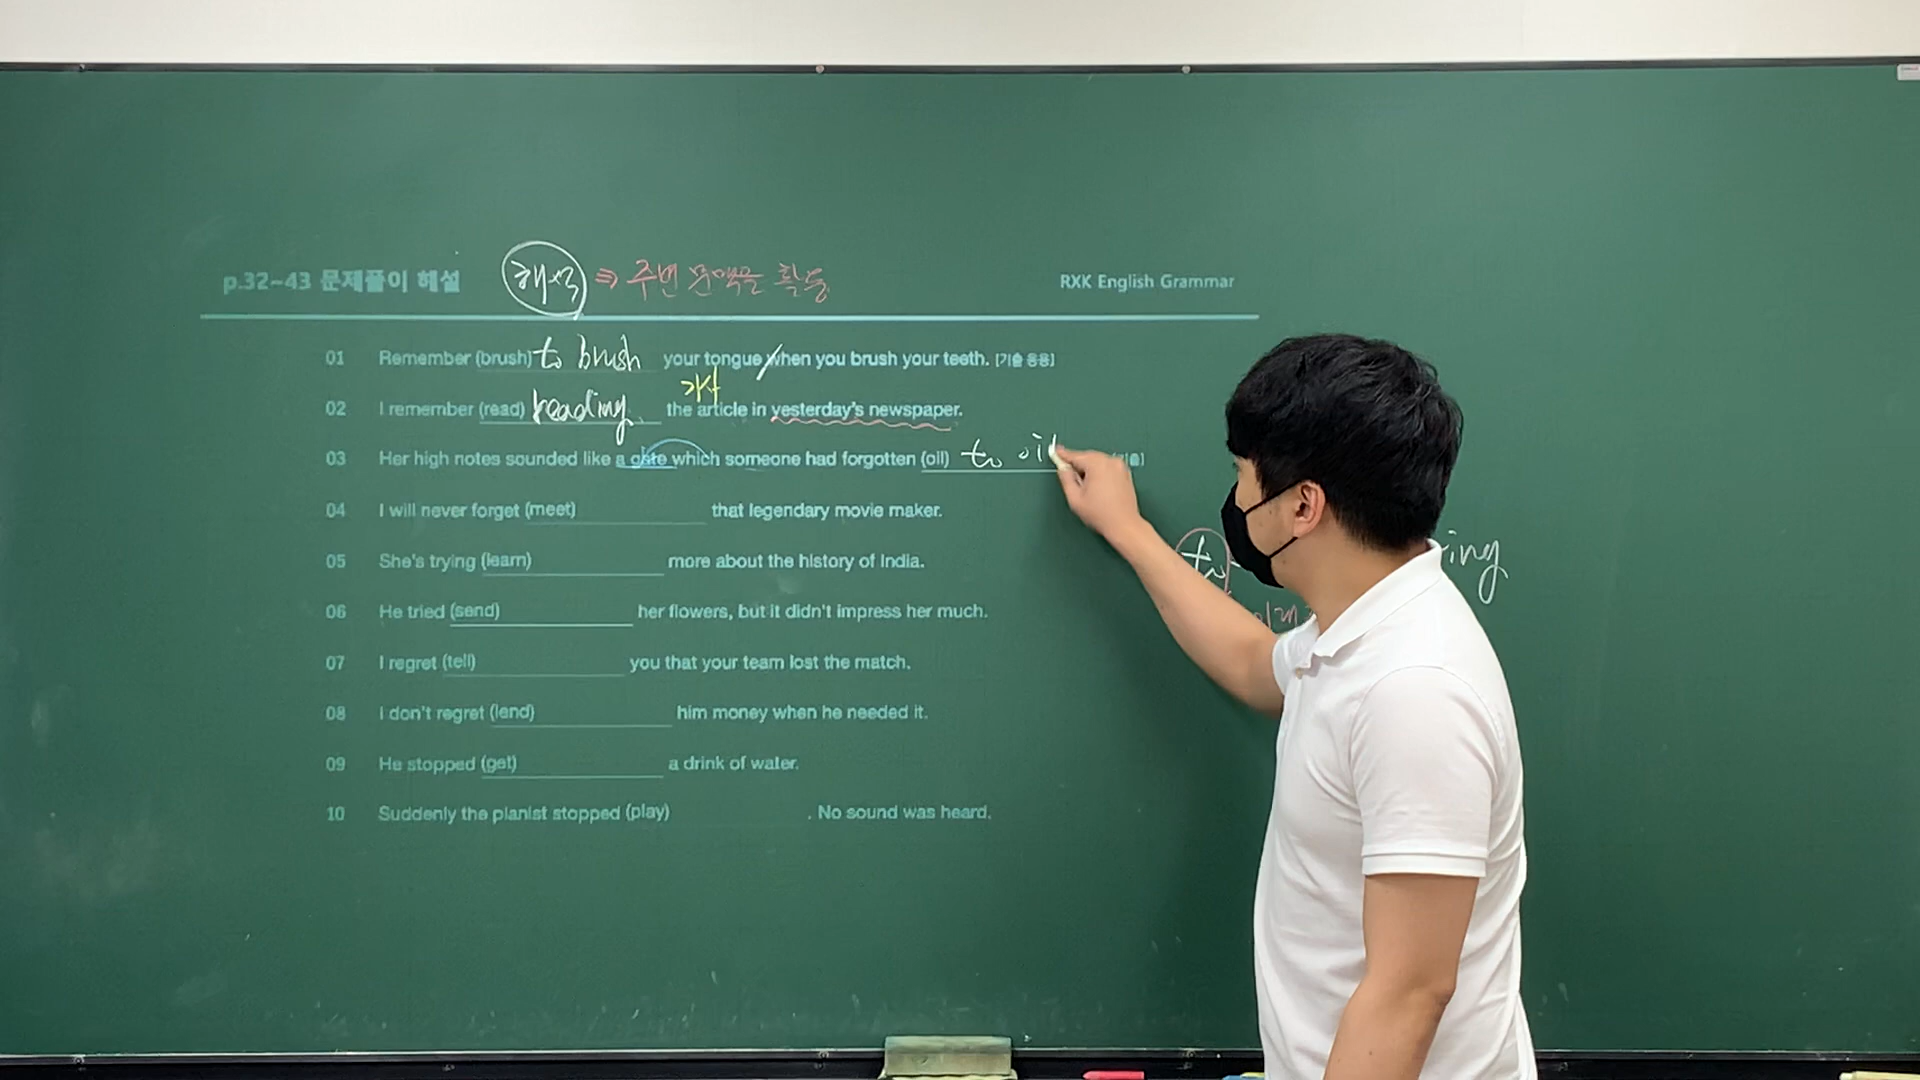 p.32~43 문제풀이 해설 해석 ⇒ 주변 문맥을 활용 RXK English Grammar
01 Remember (brush) to brush your tongue / when you brush your teeth. [기출 응용]
기사
02 I remember (read) reading the article in yesterday's newspaper.
03 Her high notes sounded like a gate which someone had forgotten (oil) to oil
04 I will never forget (meet) that legendary movie maker.
to ing
05 She's trying (learn) more about the history of India.
06 He tried (send) her flowers, but it didn't impress her much.
07 I regret (tell) you that your team lost the match.
08 I don't regret (lend) him money when he needed it.
09 He stopped (get) a drink of water.
10 Suddenly the pianist stopped (play) . No sound was heard.